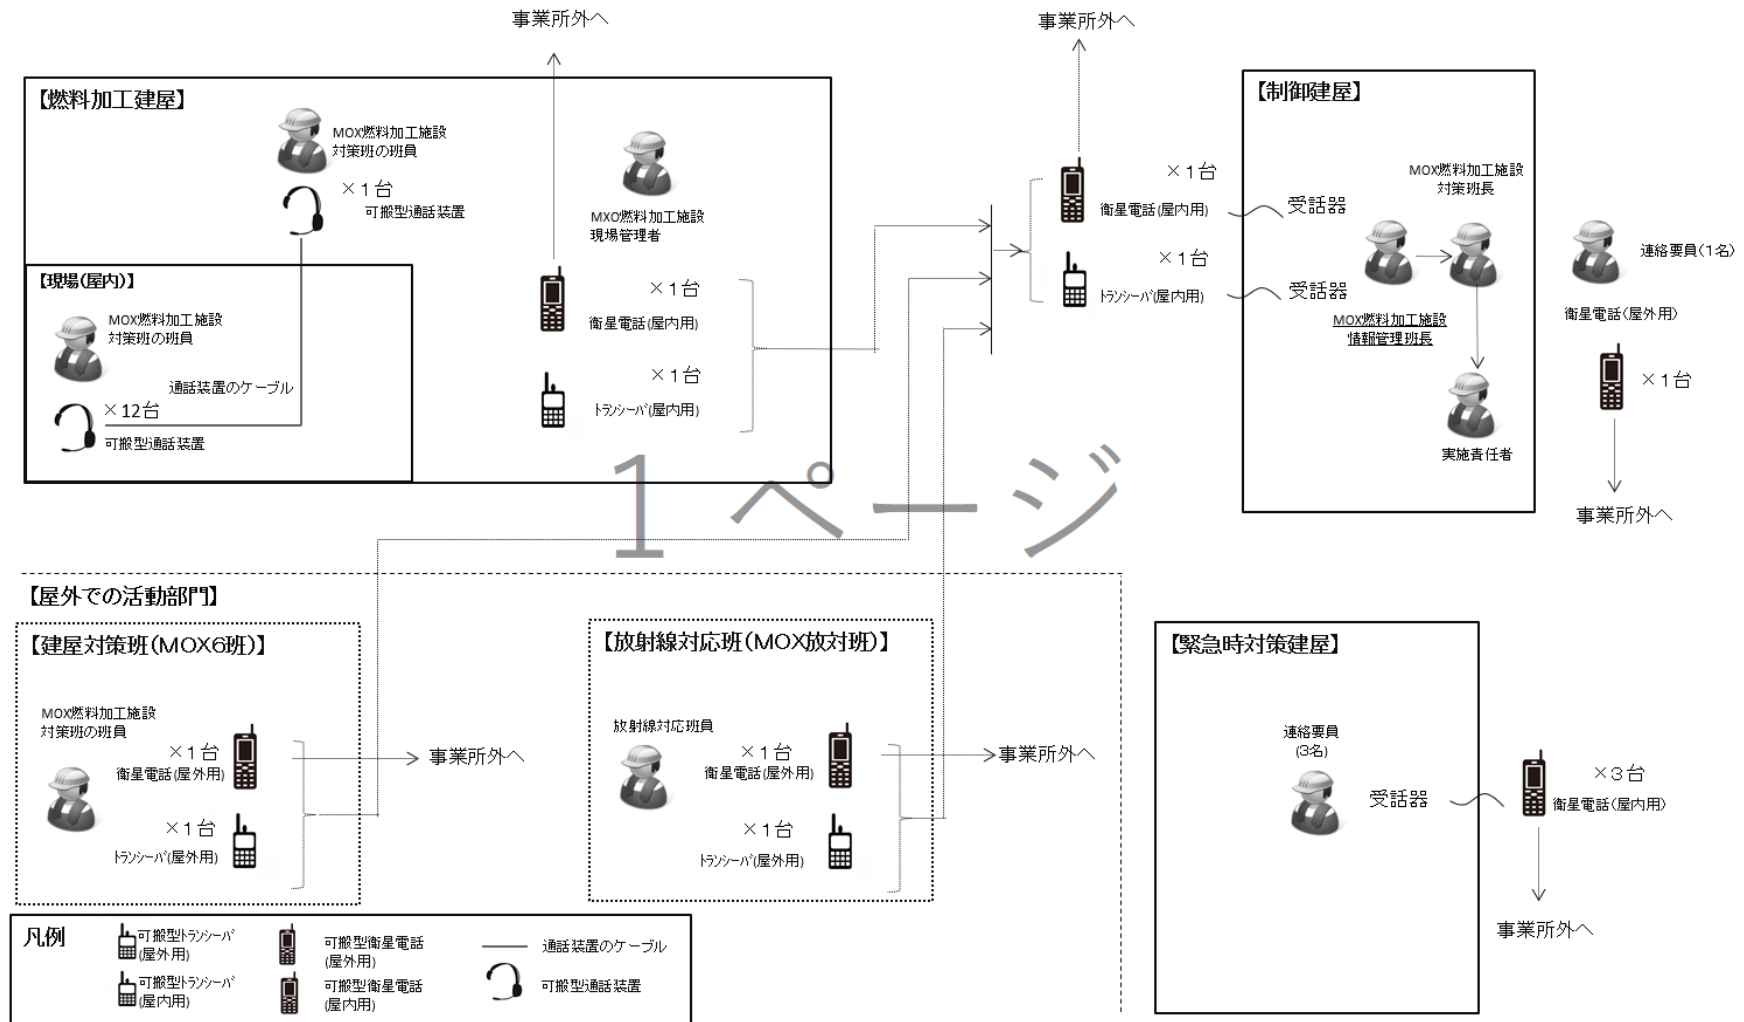 事業所外へ
事業所外へ
【燃料加工建屋】
MOX燃料加工施設
対策班の班員
×1台
可搬型通話装置
MXO燃料加工施設
現場管理者
【現場(屋内)】
MOX燃料加工施設
対策班の班員
通話装置のケーブル
×12台
可搬型通話装置
×1台
衛星電話(屋内用)
×1台
トランシーバ(屋内用)
×1台
衛星電話(屋内用)
受話器
×1台
トランシーバ(屋内用)
受話器
【制御建屋】
MOX燃料加工施設
対策班長
MOX燃料加工施設
情報管理班長
実施責任者
連絡要員(1名)
衛星電話(屋外用)
×1台
事業所外へ
1ページ
【屋外での活動部門】
【建屋対策班(MOX6班)】
MOX燃料加工施設
対策班の班員
×1台
衛星電話(屋外用)
×1台
トランシーバ(屋外用)
事業所外へ
【放射線対応班(MOX放対班)】
放射線対応班員
×1台
衛星電話(屋外用)
×1台
トランシーバ(屋外用)
事業所外へ
【緊急時対策建屋】
連絡要員
(3名)
受話器
×3台
衛星電話(屋内用)
事業所外へ
凡例
可搬型トランシーバ
(屋外用)
可搬型トランシーバ
(屋内用)
可搬型衛星電話
(屋外用)
可搬型衛星電話
(屋内用)
通話装置のケーブル
可搬型通話装置